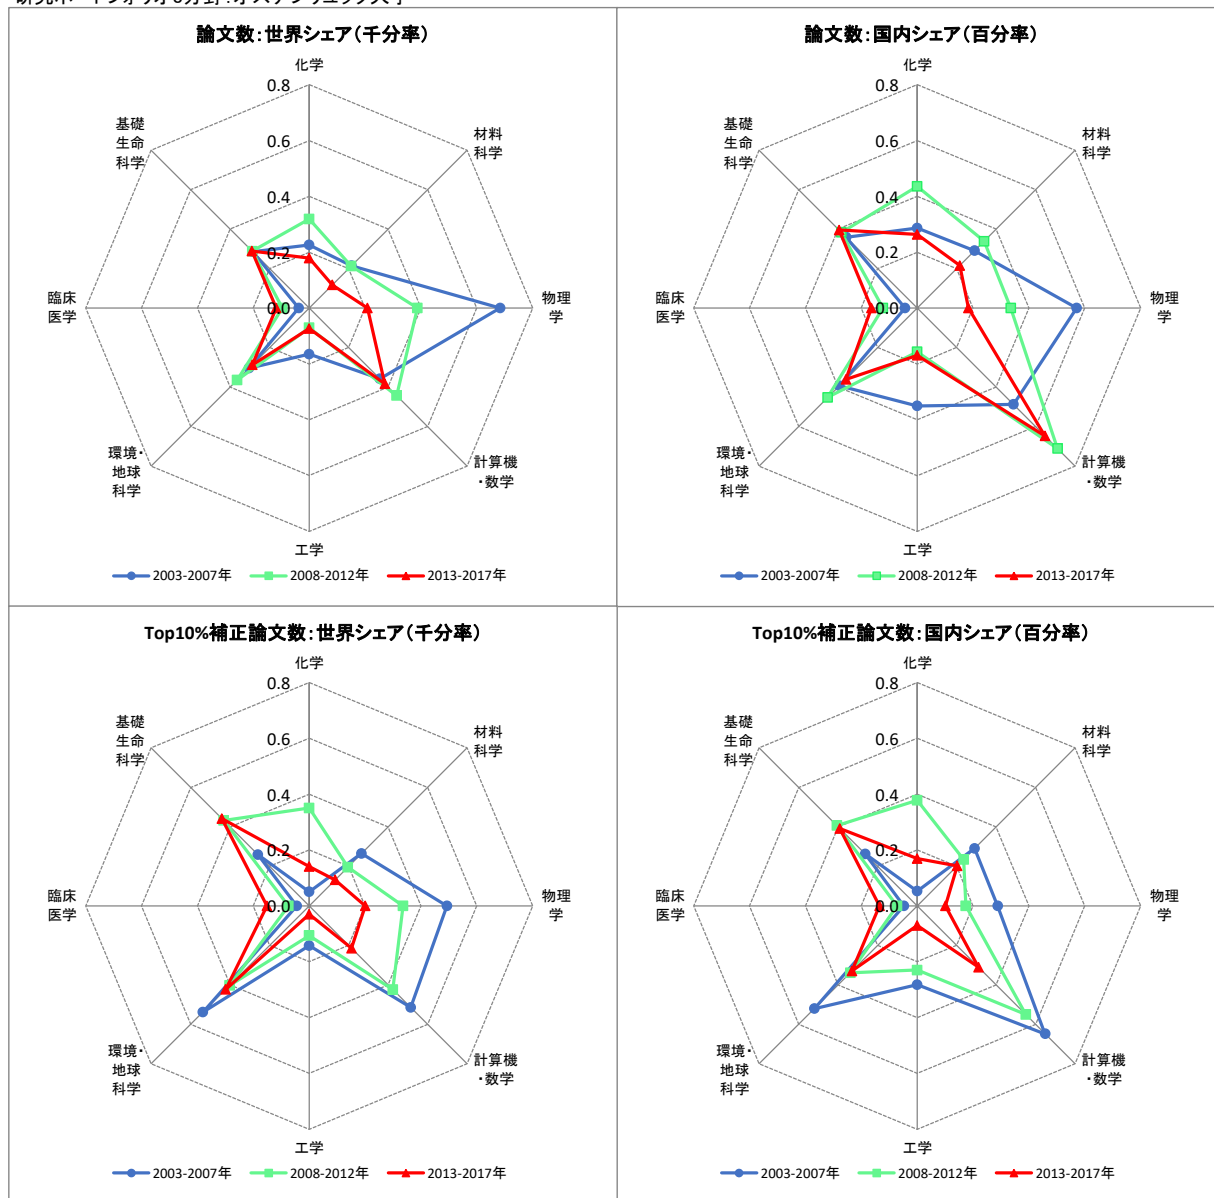 論文数:世界シェア(千分率)
化学
0.8
0.6
0.4
0.2
0.0
材料
科学
物理
学
計算機
・数学
工学
環境・
地球
科学
臨床
医学
基礎
生命
科学
2003-2007年 2008-2012年 2013-2017年
論文数:国内シェア(百分率)
化学
0.8
0.6
0.4
0.2
0.0
材料
科学
物理
学
計算機
・数学
工学
環境・
地球
科学
臨床
医学
基礎
生命
科学
2003-2007年 2008-2012年 2013-2017年
Top10%補正論文数:世界シェア(千分率)
化学
0.8
0.6
0.4
0.2
0.0
材料
科学
物理
学
計算機
・数学
工学
環境・
地球
科学
臨床
医学
基礎
生命
科学
2003-2007年 2008-2012年 2013-2017年
Top10%補正論文数:国内シェア(百分率)
化学
0.8
0.6
0.4
0.2
0.0
材料
科学
物理
学
計算機
・数学
工学
環境・
地球
科学
臨床
医学
基礎
生命
科学
2003-2007年 2008-2012年 2013-2017年